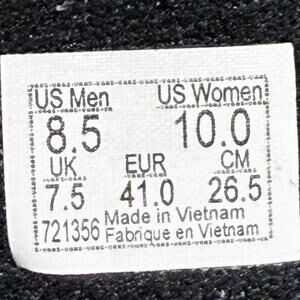 US Men US Women
8.5 10.0
UK EUR CM
7.5 41.0 26.5
721356 Made in Vietnam
Fabrique en Vietnam